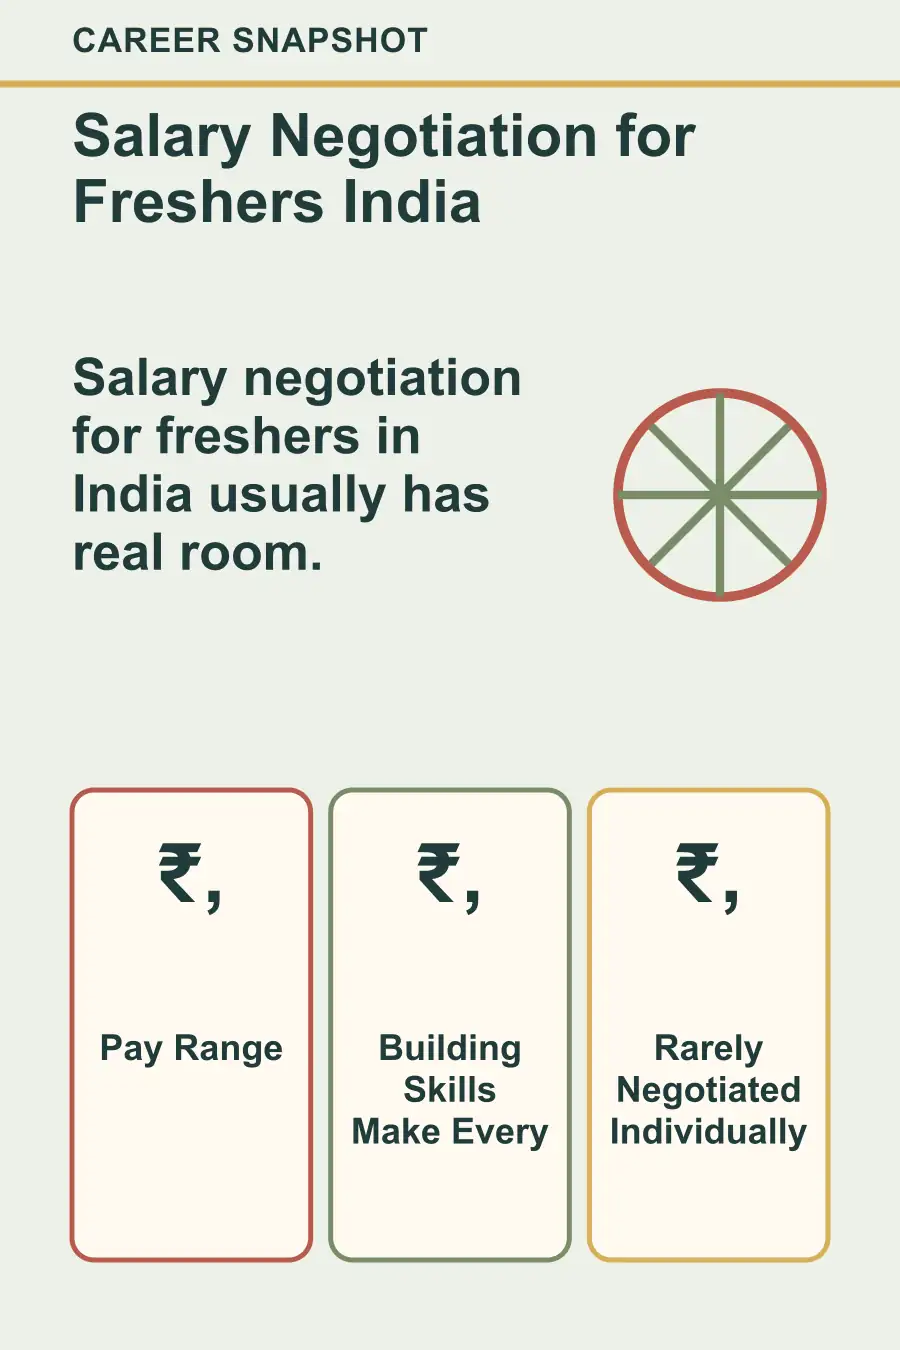 CAREER SNAPSHOT
Salary Negotiation for
Freshers India
Salary negotiation
for freshers in
India usually has
real room.
₹,
Pay Range
₹,
Building
Skills
Make Every
₹,
Rarely
Negotiated
Individually